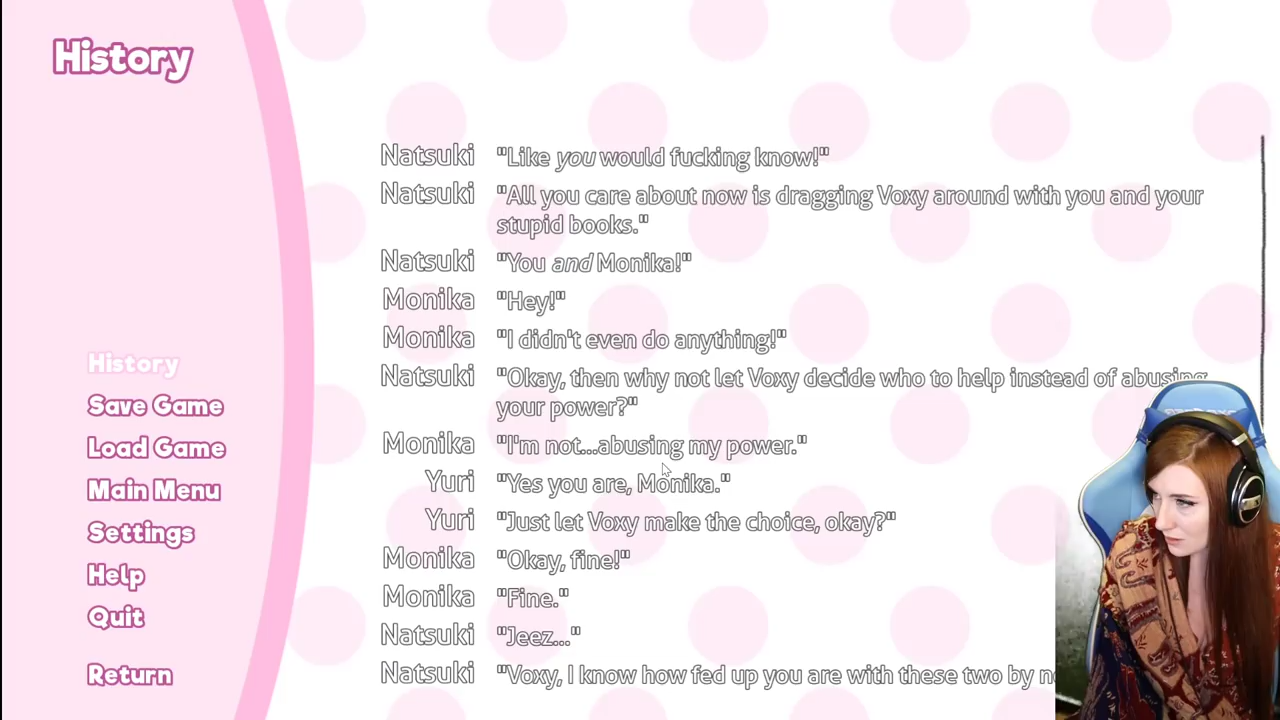 History
Natsuki "Like you would fucking know!"
Natsuki "All you care about now is dragging Voxy around with you and your
stupid books."
Natsuki "You and Monika!"
Monika "Hey!"
Monika "I didn't even do anything!"
Natsuki "Okay, then why not let Voxy decide who to help instead of abusing
your power?"
Monika "I'm not...abusing my power."
Yuri "Yes you are, Monika."
Yuri "Just let Voxy make the choice, okay?"
Monika "Okay, fine!"
Monika "Fine."
Natsuki "Jeez..."
Natsuki "Voxy, I know how fed up you are with these two by
History
Save Game
Load Game
Main Menu
Settings
Help
Quit
Return